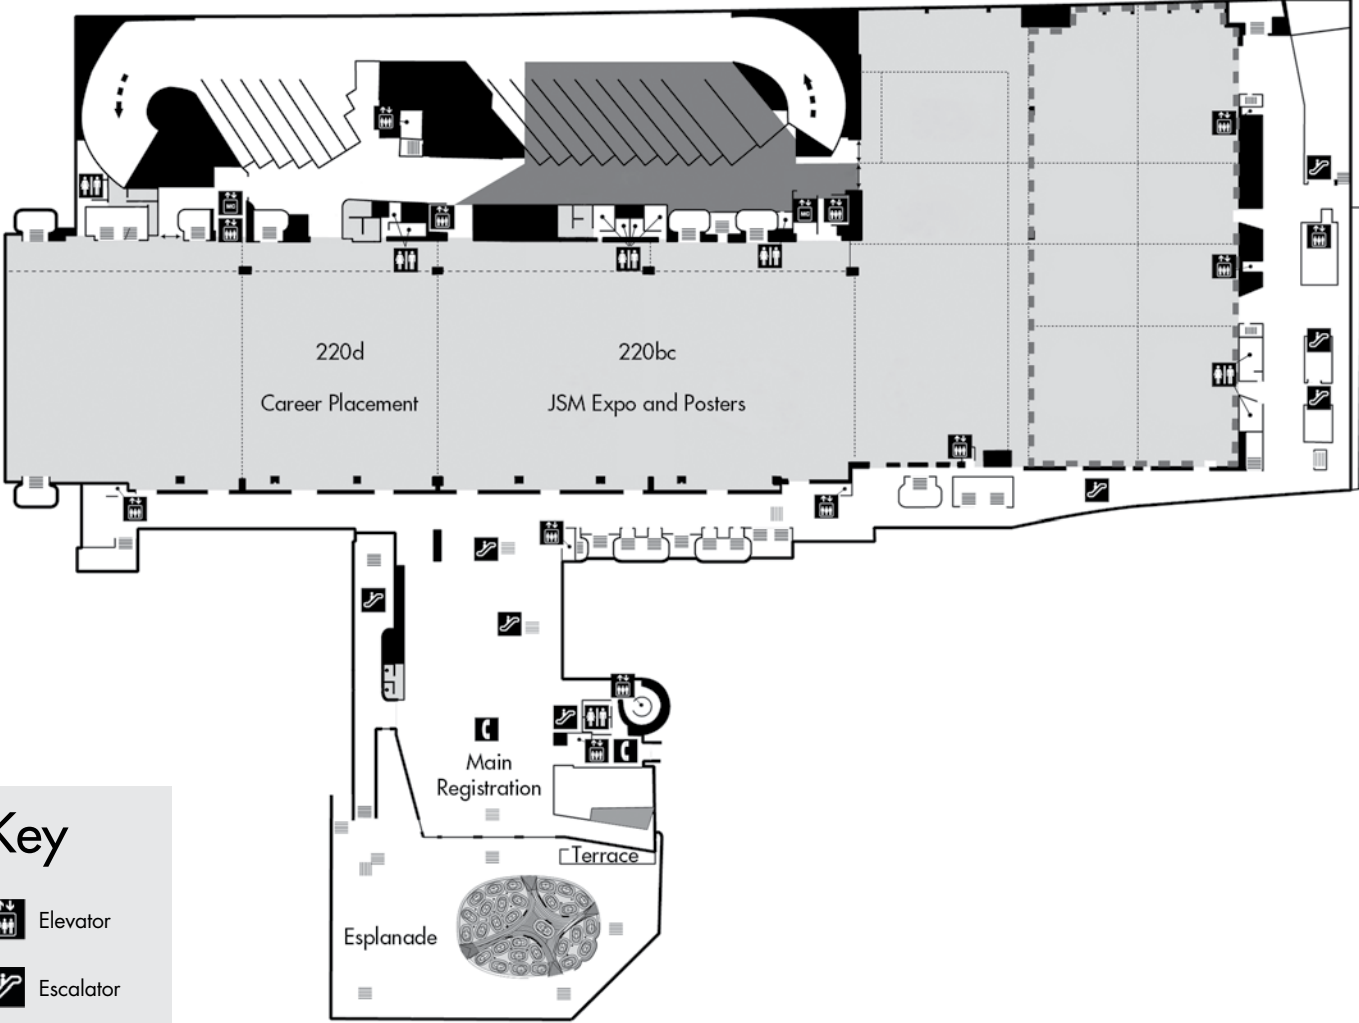 220d
220bc
Career Placement
JSM Expo and Posters
Main
Registration
Terrace
Esplanade
Key
Elevator
Escalator